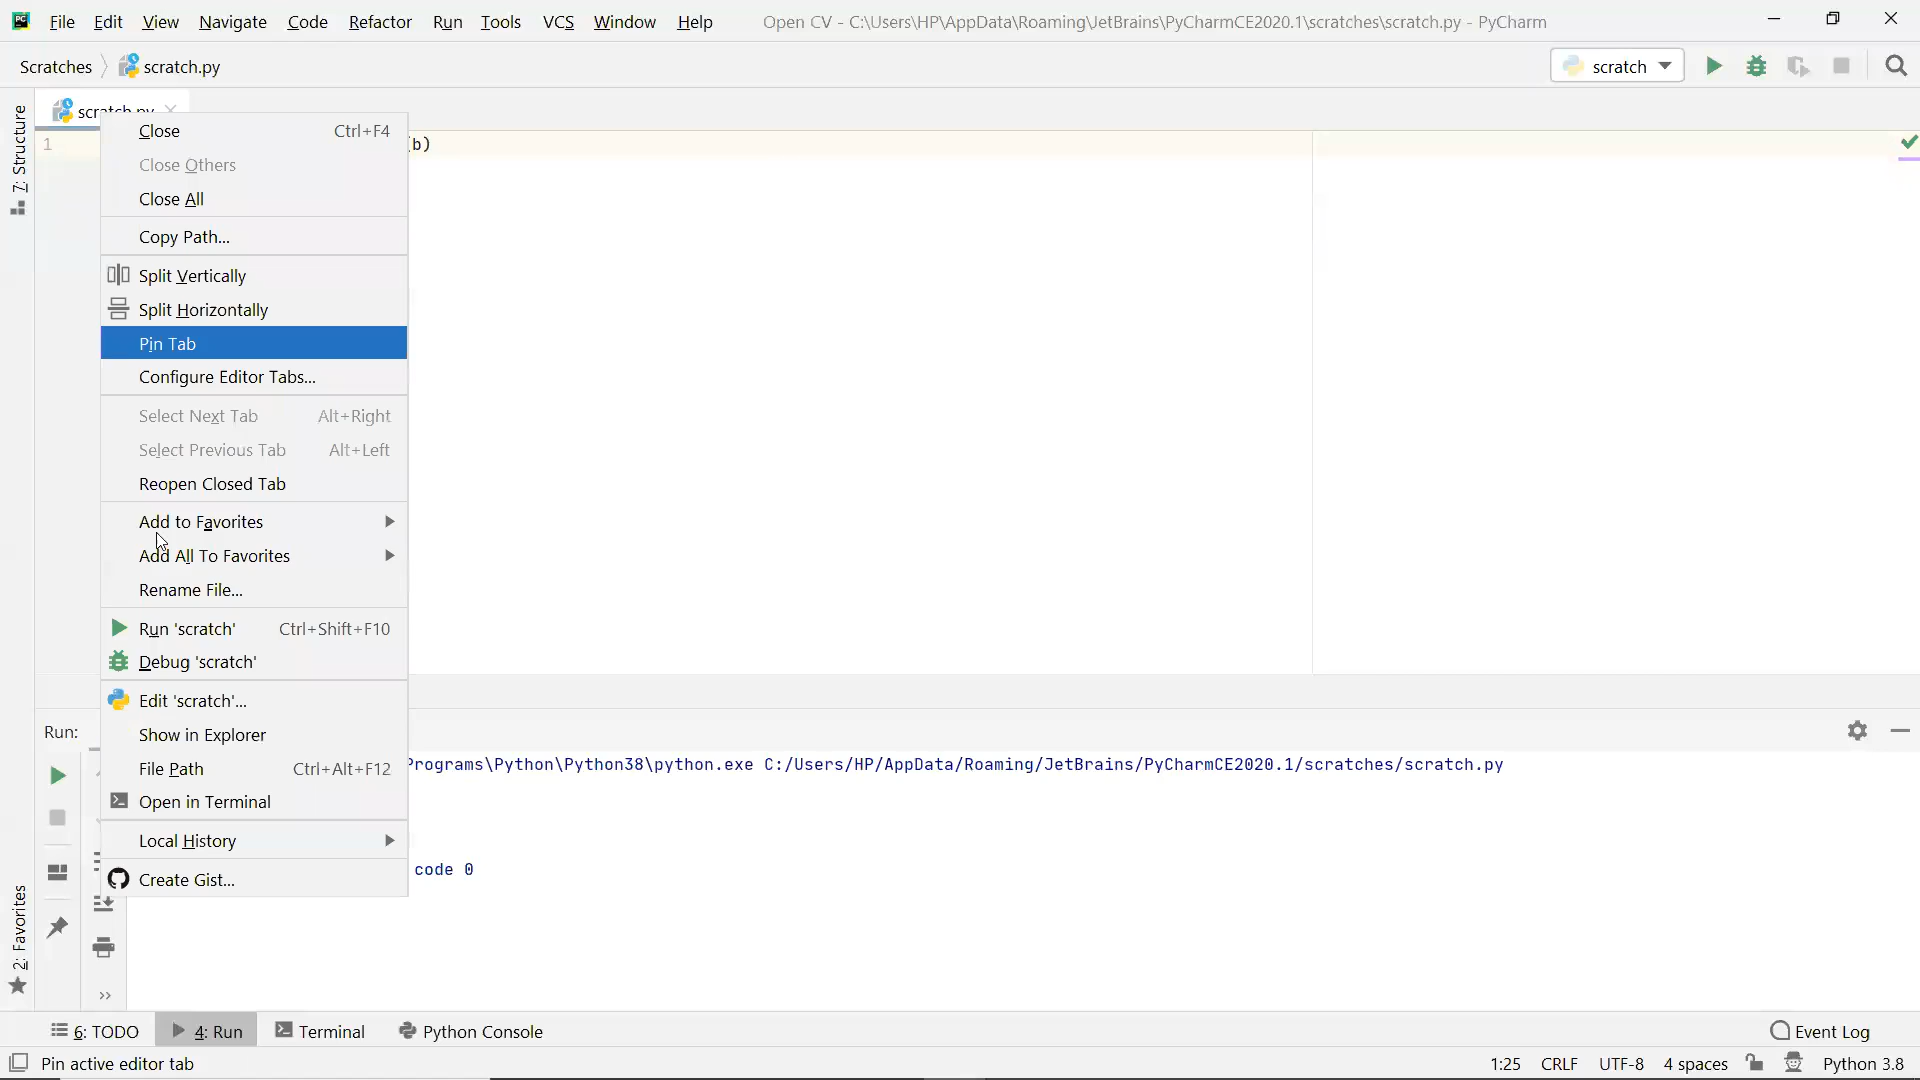 File Edit View Navigate Code Refactor Run Tools VCS Window Help Open CV - C:\Users\HP\AppData\Roaming\JetBrains\PyCharmCE2020.1\scratches\scratch.py - PyCharm
Scratches scratch.py scratch
scratch.py
1 (b)
Close Ctrl+F4
Close Others
Close All
Copy Path...
Split Vertically
Split Horizontally
Pin Tab
Configure Editor Tabs...
Select Next Tab Alt+Right
Select Previous Tab Alt+Left
Reopen Closed Tab
Add to Favorites
Add All To Favorites
Rename File...
Run 'scratch' Ctrl+Shift+F10
Debug 'scratch'
Edit 'scratch'...
Show in Explorer
File Path Ctrl+Alt+F12
Open in Terminal
Local History
Create Gist...
7: Structure
2: Favorites
Run:
Programs\Python\Python38\python.exe C:/Users/HP/AppData/Roaming/JetBrains/PyCharmCE2020.1/scratches/scratch.py
code 0
6: TODO 4: Run Terminal Python Console Event Log
Pin active editor tab 1:25 CRLF UTF-8 4 spaces Python 3.8